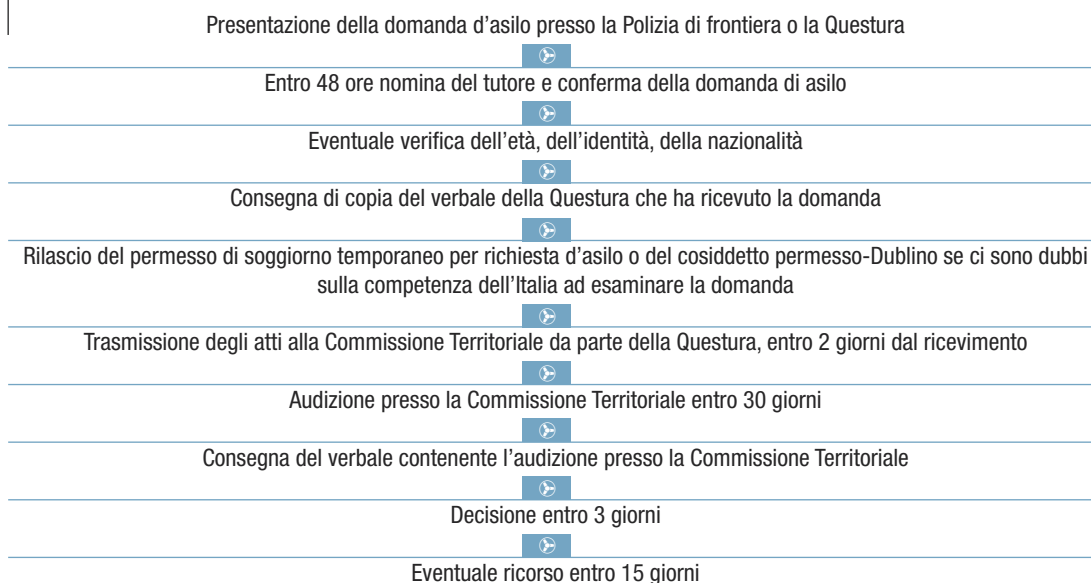 Presentazione della domanda d’asilo presso la Polizia di frontiera o la Questura
Entro 48 ore nomina del tutore e conferma della domanda di asilo
Eventuale verifica dell’età, dell’identità, della nazionalità
Consegna di copia del verbale della Questura che ha ricevuto la domanda
Rilascio del permesso di soggiorno temporaneo per richiesta d’asilo o del cosiddetto permesso-Dublino se ci sono dubbi
sulla competenza dell’Italia ad esaminare la domanda
Trasmissione degli atti alla Commissione Territoriale da parte della Questura, entro 2 giorni dal ricevimento
Audizione presso la Commissione Territoriale entro 30 giorni
Consegna del verbale contenente l’audizione presso la Commissione Territoriale
Decisione entro 3 giorni
Eventuale ricorso entro 15 giorni